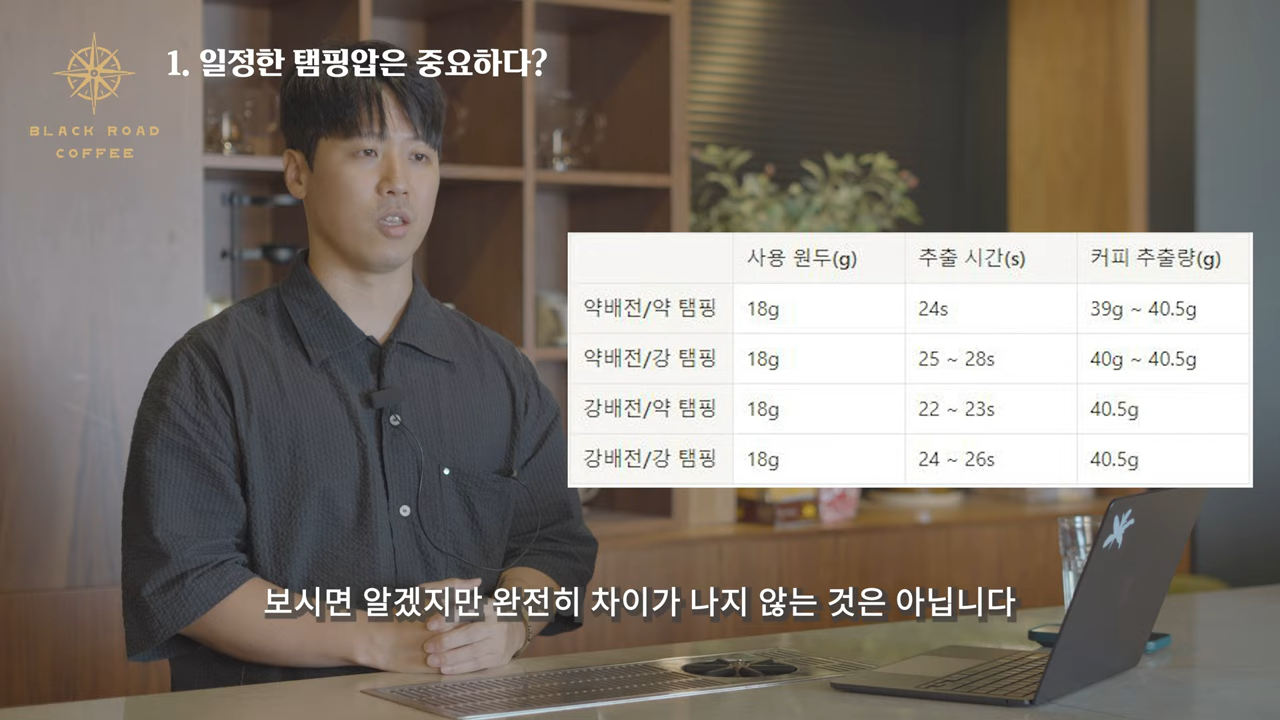 1. 일정한 탬핑압은 중요하다?
BLACK ROAD
COFFEE
사용 원두(g) 추출 시간(s) 커피 추출량(g)
약배전/약 탬핑 18g 24s 39g ~ 40.5g
약배전/강 탬핑 18g 25 ~ 28s 40g ~ 40.5g
강배전/약 탬핑 18g 22 ~ 23s 40.5g
강배전/강 탬핑 18g 24 ~ 26s 40.5g
보시면 알겠지만 완전히 차이가 나지 않는 것은 아닙니다